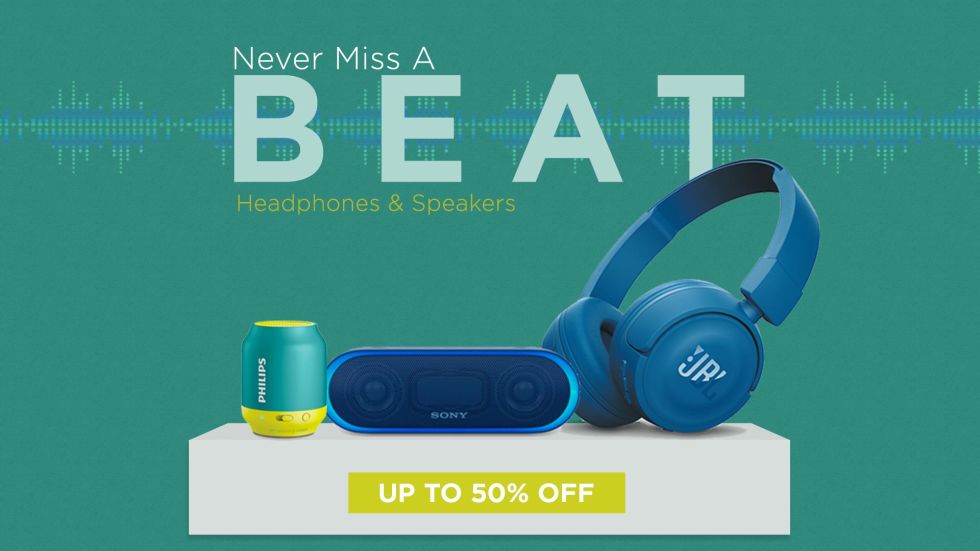 Never Miss A
BEAT
Headphones & Speakers
PHILIPS
SONY
JBL
UP TO 50% OFF